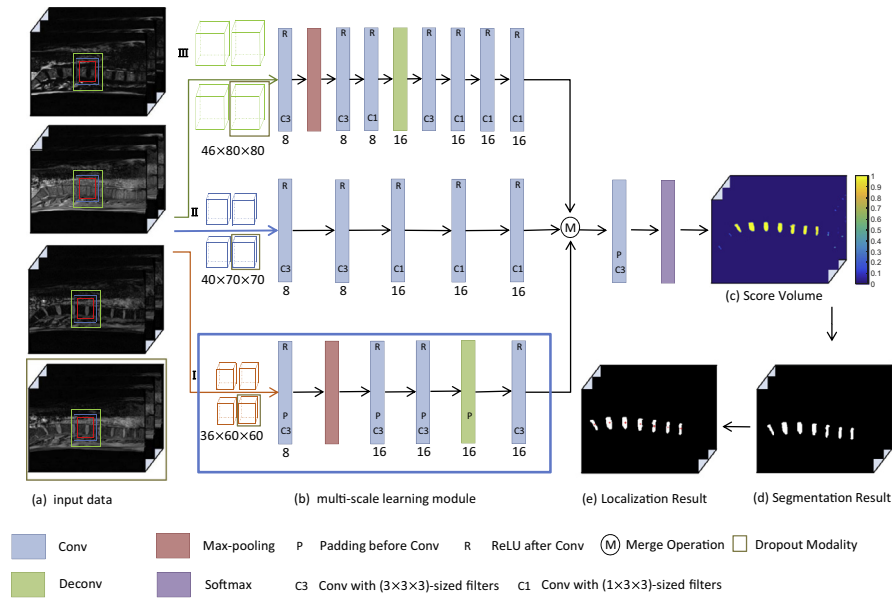 III
R R R R R R R
C3 C3 C1 C3 C1 C1 C1
8 8 8 16 16 16 16 16
46×80×80
II
R R R R R
C3 C3 C1 C1 C1
8 8 16 16 16
40×70×70
M
P
C3
16
1
0.9
0.8
0.7
0.6
0.5
0.4
0.3
0.2
0.1
0
(c) Score Volume
I
R R R R
P P P P
C3 C3 C3 C3
8 16 16 16 16
36×60×60
(a) input data
(b) multi-scale learning module
(e) Localization Result
(d) Segmentation Result
Conv
Max-pooling
P Padding before Conv
R ReLU after Conv
M Merge Operation
Dropout Modality
Deconv
Softmax
C3 Conv with (3×3×3)-sized filters
C1 Conv with (1×3×3)-sized filters